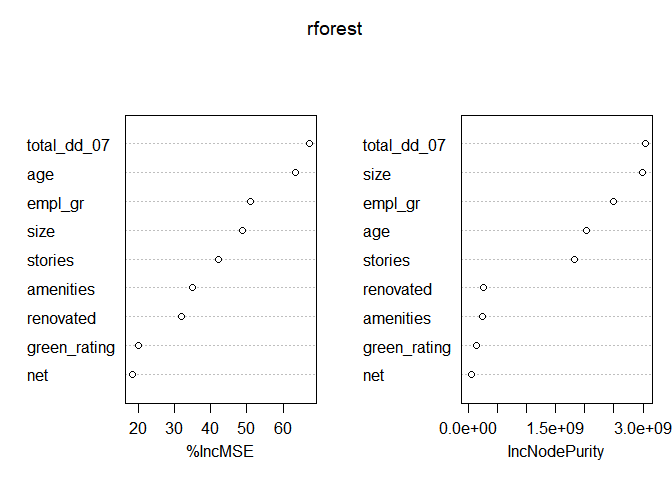 rforest
total_dd_07
age
empl_gr
size
stories
amenities
renovated
green_rating
net
20 30 40 50 60
%IncMSE
total_dd_07
size
empl_gr
age
stories
renovated
amenities
green_rating
net
0.0e+00 1.5e+09 3.0e+09
IncNodePurity